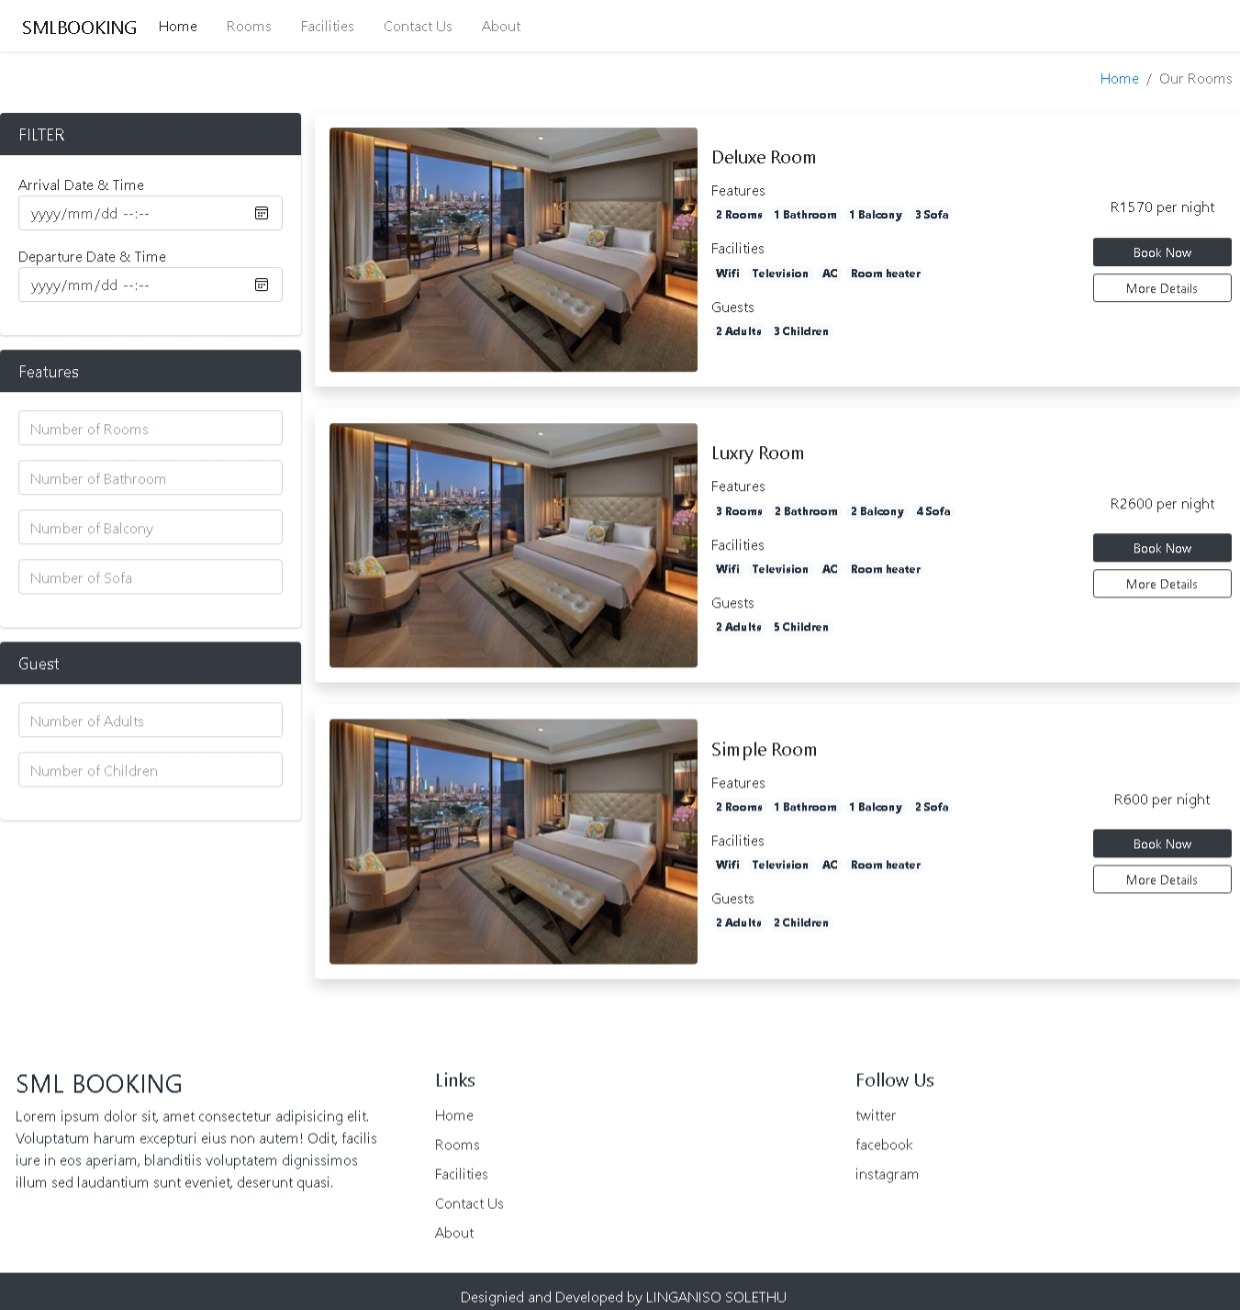 SMLBOOKING Home Rooms Facilities Contact Us About
Home / Our Rooms
FILTER
Arrival Date & Time
yyyy/mm/dd --:--
Departure Date & Time
yyyy/mm/dd --:--
Features
Number of Rooms
Number of Bathroom
Number of Balcony
Number of Sofa
Guest
Number of Adults
Number of Children
Deluxe Room
Features
2 Rooms 1 Bathroom 1 Balcony 3 Sofa
Facilities
Wifi Television AC Room heater
Guests
2 Adults 3 Children
R1570 per night
Book Now
More Details
Luxry Room
Features
3 Rooms 2 Bathroom 2 Balcony 4 Sofa
Facilities
Wifi Television AC Room heater
Guests
2 Adults 5 Children
R2600 per night
Book Now
More Details
Simple Room
Features
2 Rooms 1 Bathroom 1 Balcony 2 Sofa
Facilities
Wifi Television AC Room heater
Guests
2 Adults 2 Children
R600 per night
Book Now
More Details
SML BOOKING
Lorem ipsum dolor sit, amet consectetur adipisicing elit.
Voluptatum harum excepturi eius non autem! Odit, facilis
iure in eos aperiam, blanditiis voluptatem dignissimos
illum sed laudantium sunt eveniet, deserunt quasi.
Links
Home
Rooms
Facilities
Contact Us
About
Follow Us
twitter
facebook
instagram
Designied and Developed by LINGANISO SOLETHU